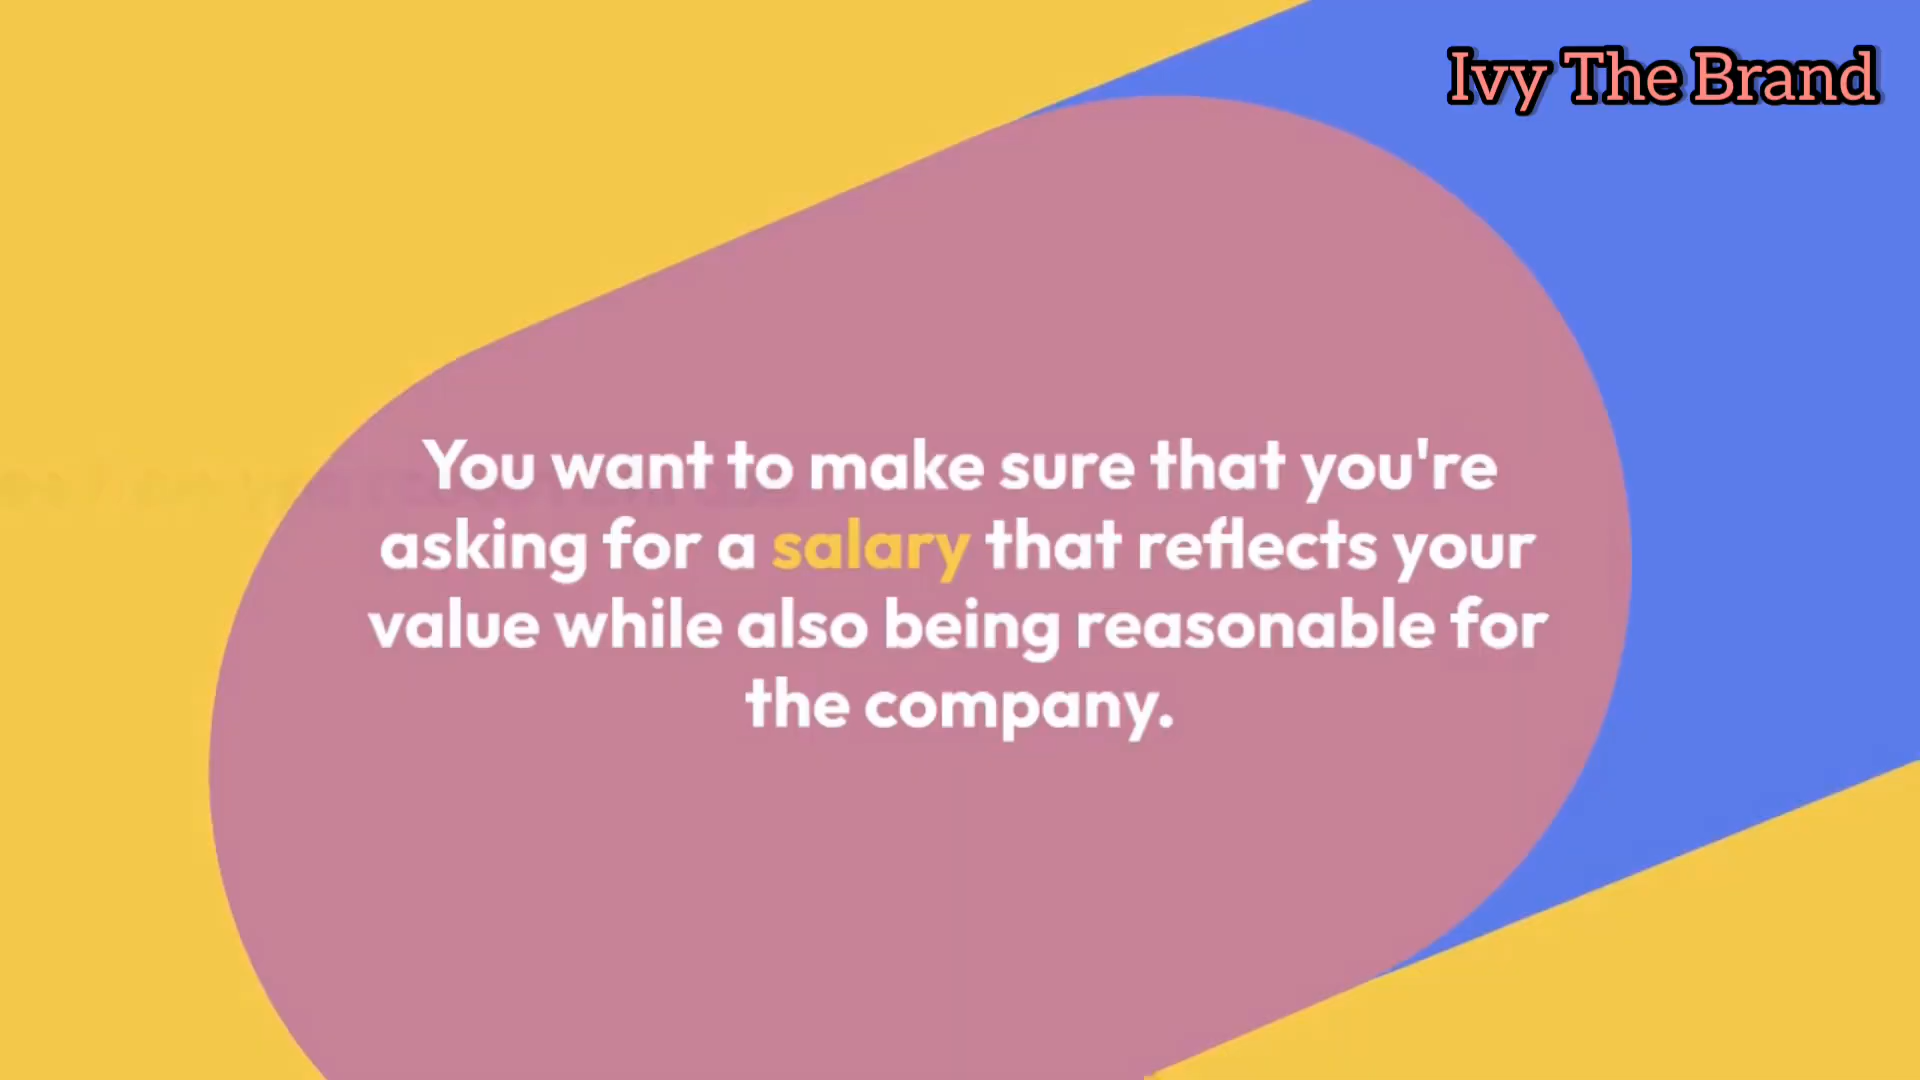 Ivy The Brand
You want to make sure that you're
asking for a salary that reflects your
value while also being reasonable for
the company.